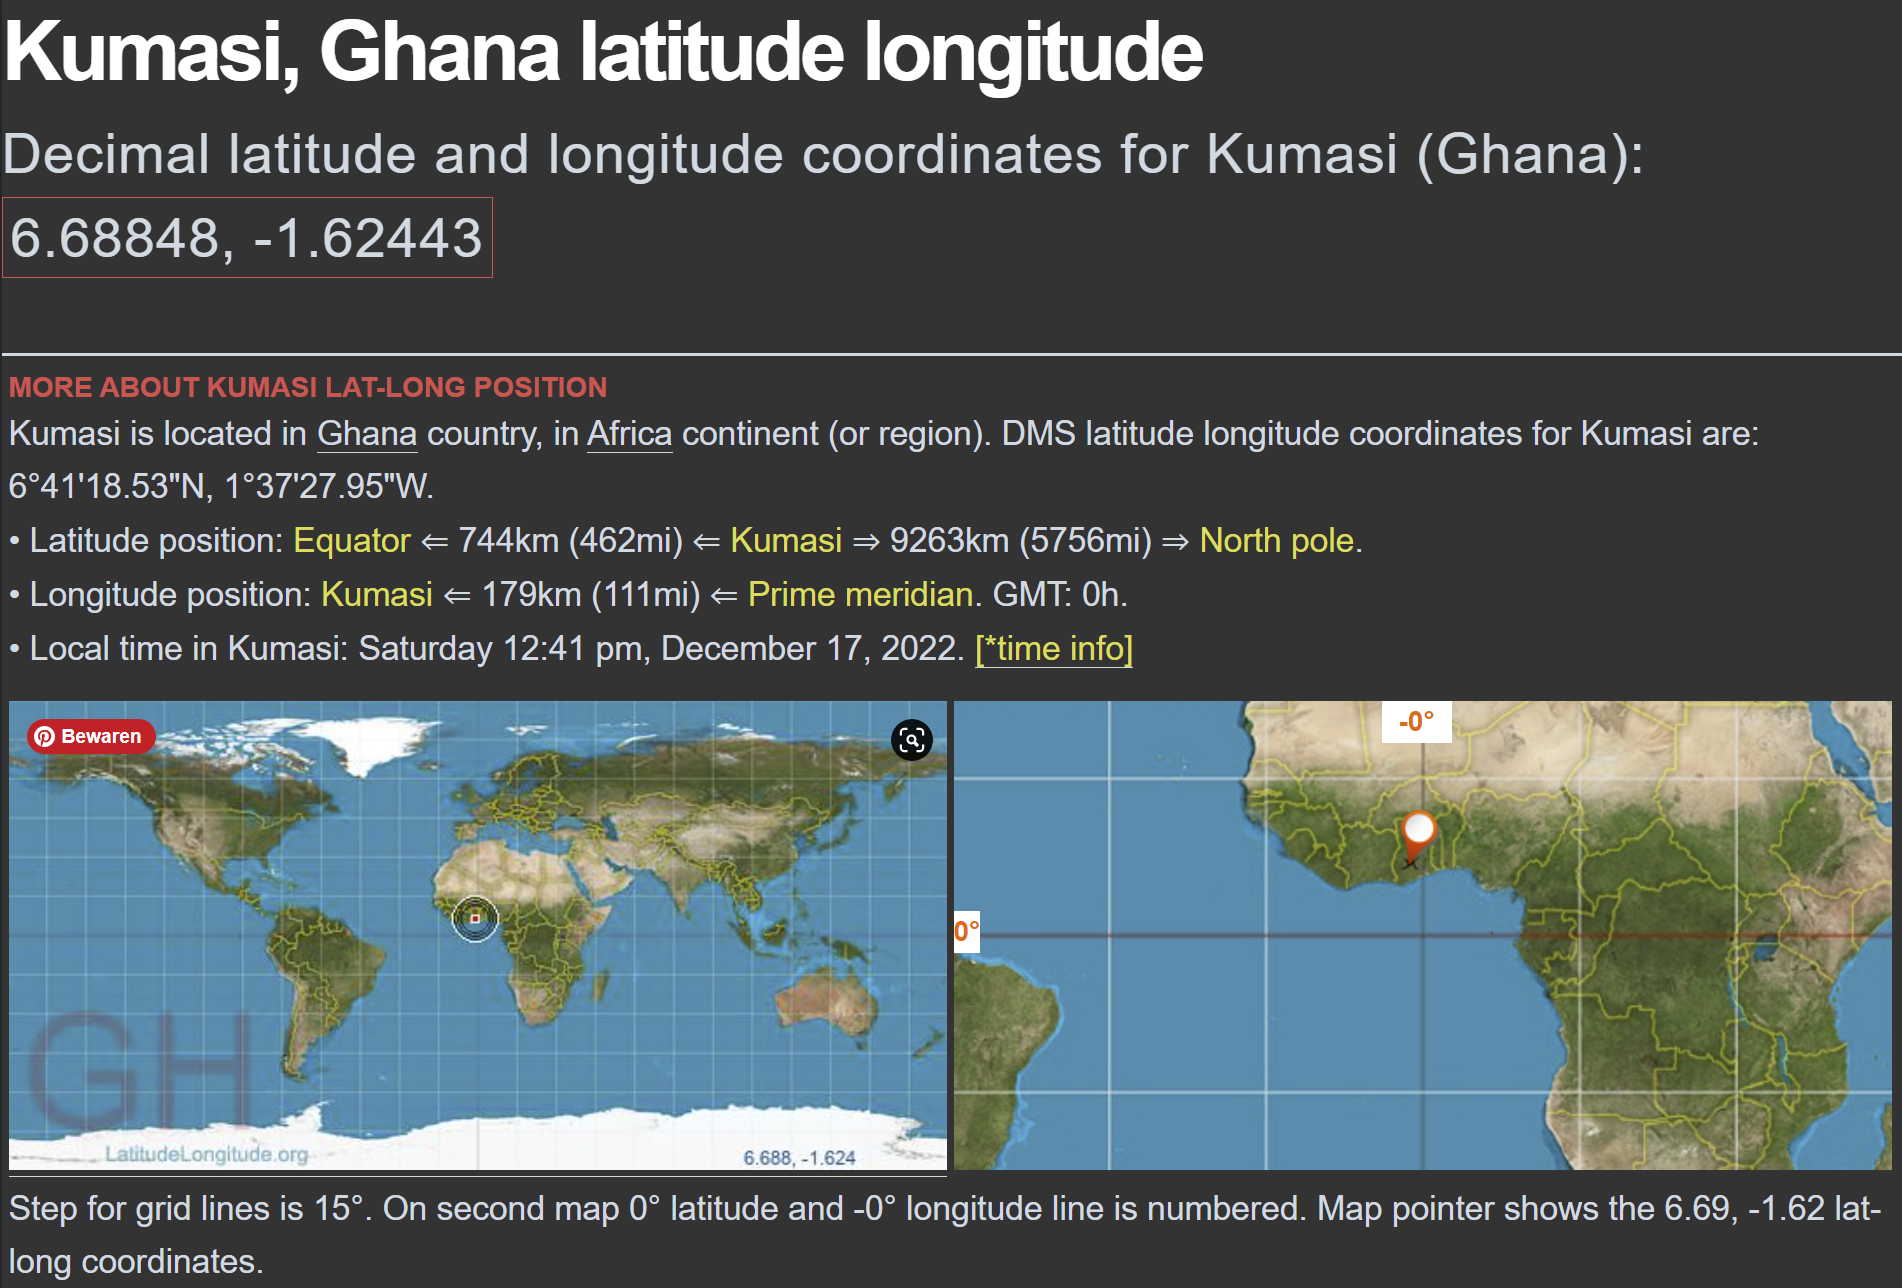 Kumasi, Ghana latitude longitude
Decimal latitude and longitude coordinates for Kumasi (Ghana):
6.68848, -1.62443
MORE ABOUT KUMASI LAT-LONG POSITION
Kumasi is located in Ghana country, in Africa continent (or region). DMS latitude longitude coordinates for Kumasi are:
6°41'18.53"N, 1°37'27.95"W.
• Latitude position: Equator ⇐ 744km (462mi) ⇐ Kumasi ⇒ 9263km (5756mi) ⇒ North pole.
• Longitude position: Kumasi ⇐ 179km (111mi) ⇐ Prime meridian. GMT: 0h.
• Local time in Kumasi: Saturday 12:41 pm, December 17, 2022. [*time info]
Bewaren
GH
LatitudeLongitude.org
6.688, -1.624
-0°
0°
Step for grid lines is 15°. On second map 0° latitude and -0° longitude line is numbered. Map pointer shows the 6.69, -1.62 lat-
long coordinates.